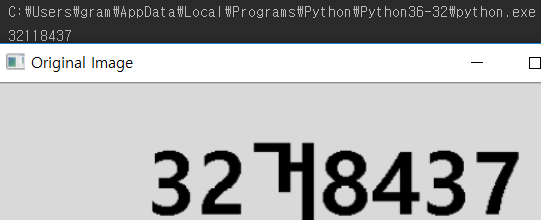 C:₩Users₩gram₩AppData₩Local₩Programs₩Python₩Python36-32₩python.exe
32118437
Original Image
32거8437